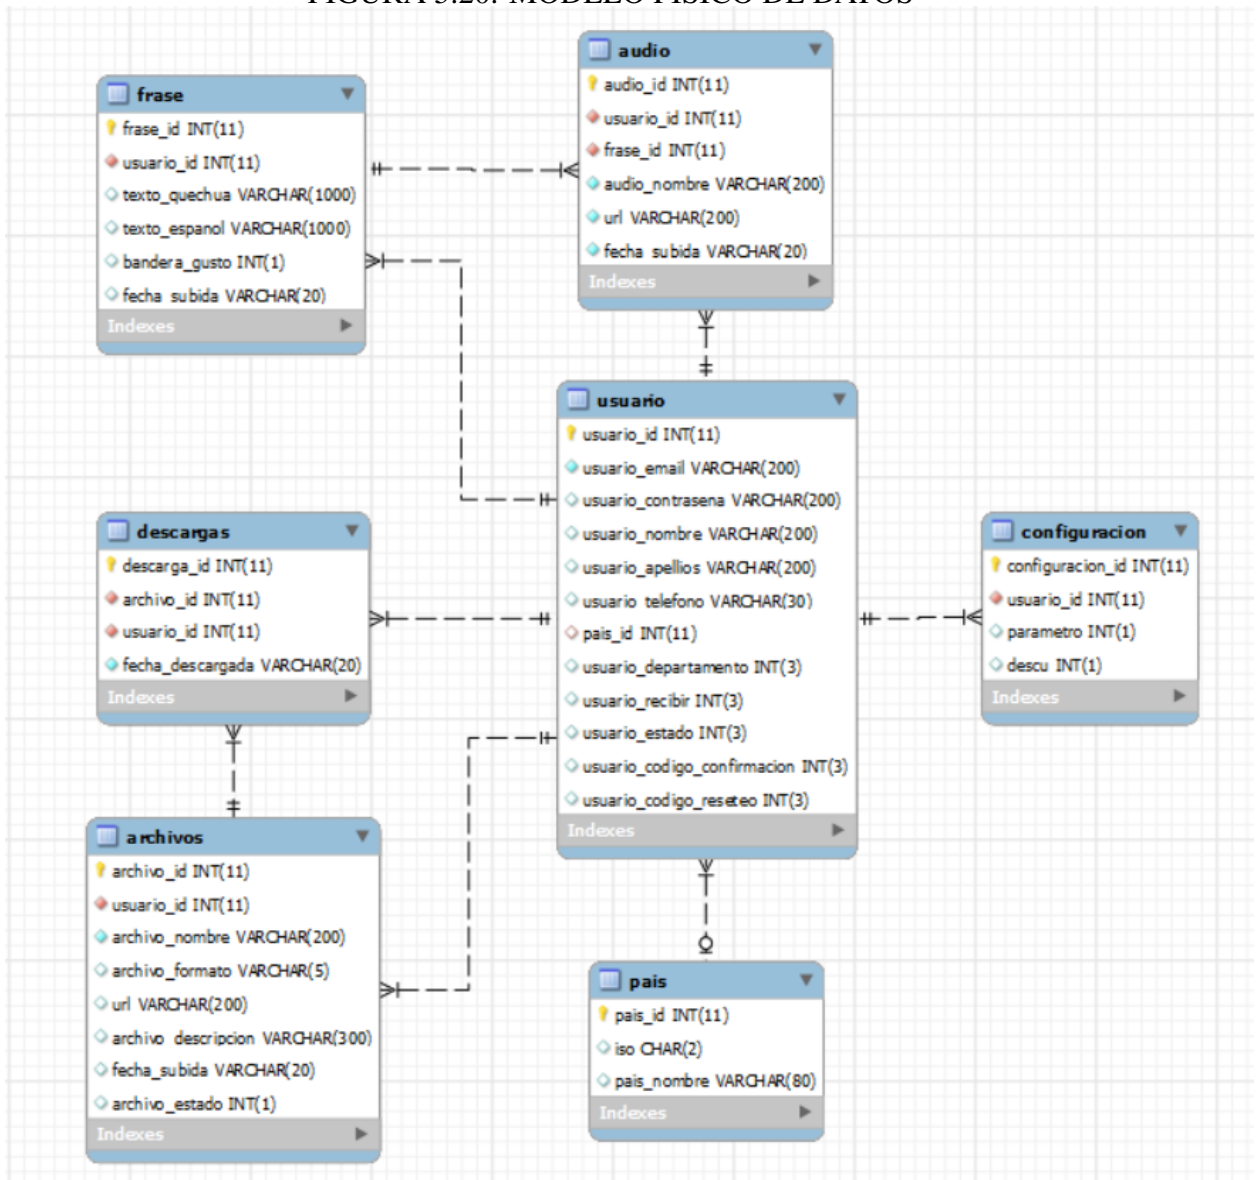 FIGURA 5.20: MODELO FÍSICO DE DATOS
audio
audio_id INT(11)
usuario_id INT(11)
frase_id INT(11)
audio_nombre VARCHAR(200)
url VARCHAR(200)
fecha_subida VARCHAR(20)
Indexes
frase
frase_id INT(11)
usuario_id INT(11)
texto_quechua VARCHAR(1000)
texto_espanol VARCHAR(1000)
bandera_gusto INT(1)
fecha_subida VARCHAR(20)
Indexes
usuario
usuario_id INT(11)
usuario_email VARCHAR(200)
usuario_contrasena VARCHAR(200)
usuario_nombre VARCHAR(200)
usuario_apellios VARCHAR(200)
usuario_telefono VARCHAR(30)
pais_id INT(11)
usuario_departamento INT(3)
usuario_recibir INT(3)
usuario_estado INT(3)
usuario_codigo_confirmacion INT(3)
usuario_codigo_reseteo INT(3)
Indexes
descargas
descarga_id INT(11)
archivo_id INT(11)
usuario_id INT(11)
fecha_descargada VARCHAR(20)
Indexes
configuracion
configuracion_id INT(11)
usuario_id INT(11)
parametro INT(1)
descu INT(1)
Indexes
archivos
archivo_id INT(11)
usuario_id INT(11)
archivo_nombre VARCHAR(200)
archivo_formato VARCHAR(5)
url VARCHAR(200)
archivo_descripcion VARCHAR(300)
fecha_subida VARCHAR(20)
archivo_estado INT(1)
Indexes
pais
pais_id INT(11)
iso CHAR(2)
pais_nombre VARCHAR(80)
Indexes